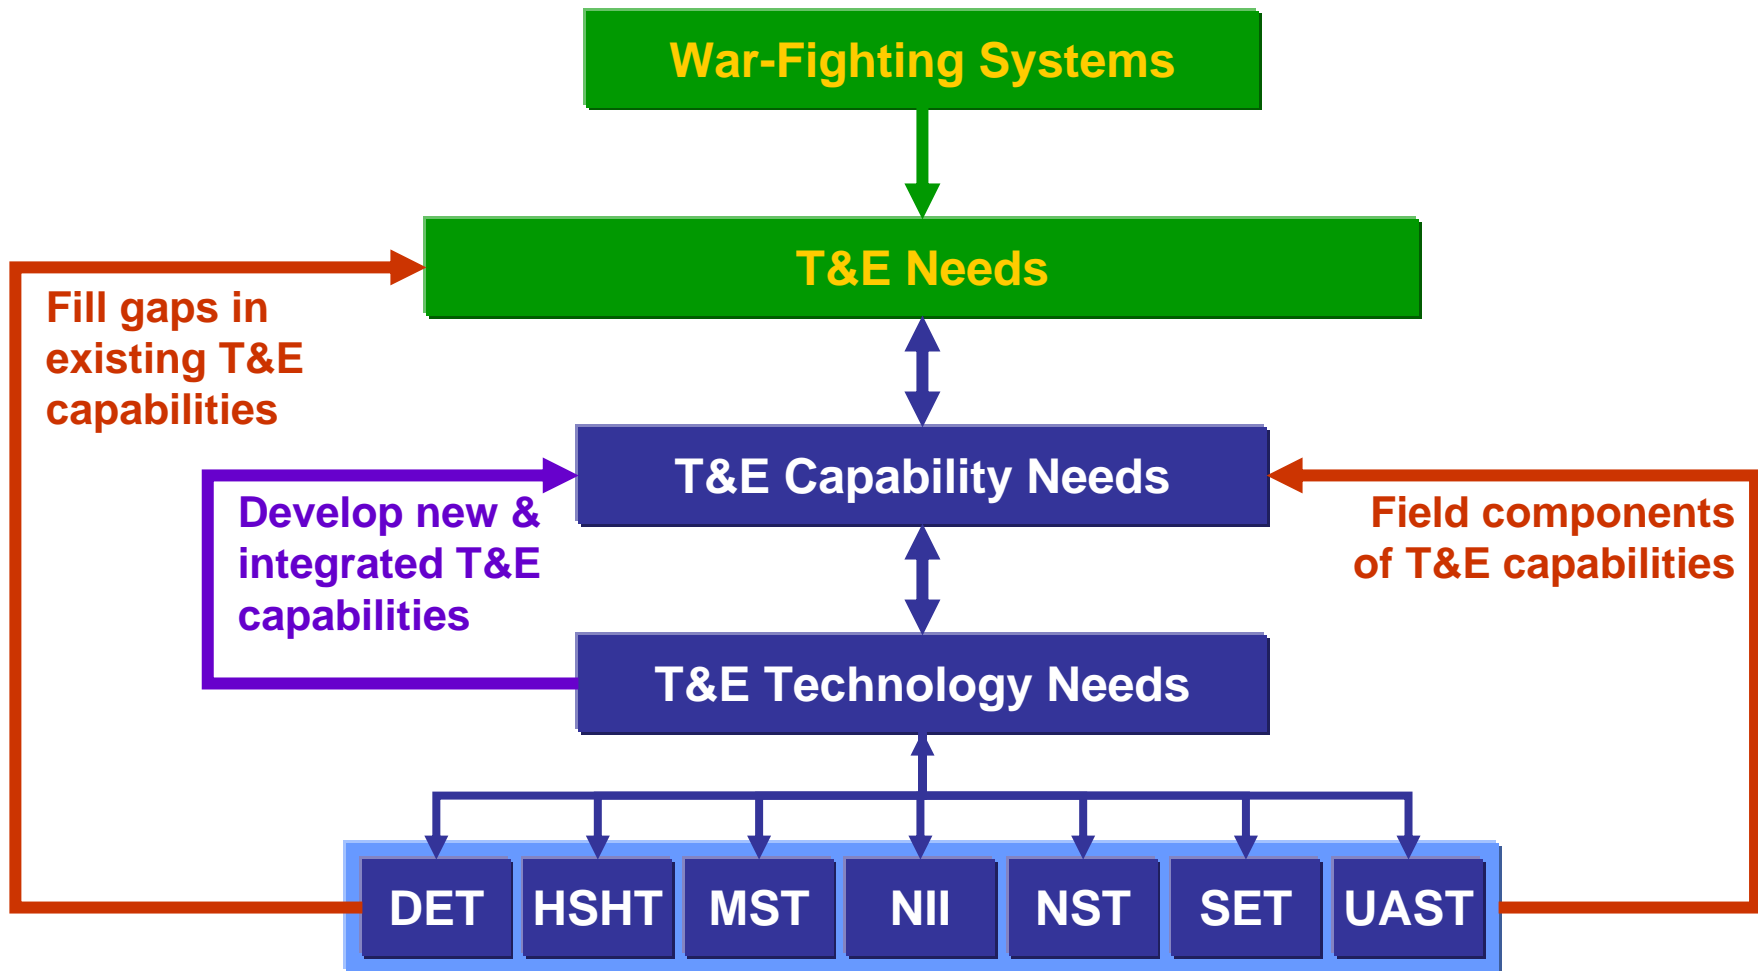 War-Fighting Systems
T&E Needs
Fill gaps in
existing T&E
capabilities
T&E Capability Needs
Develop new &
integrated T&E
capabilities
Field components
of T&E capabilities
T&E Technology Needs
DET
HSHT
MST
NII
NST
SET
UAST